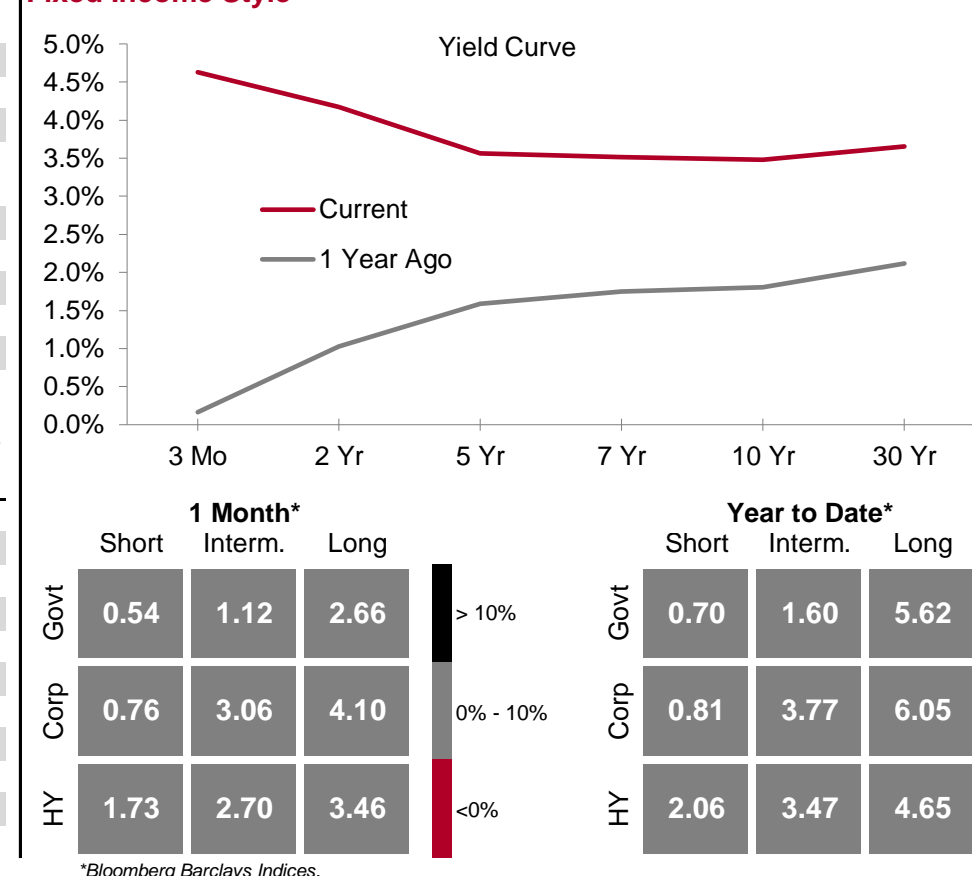 Fixed Income Style
Yield Curve
5.0%
4.5%
4.0%
3.5%
3.0%
2.5%
2.0%
1.5%
1.0%
0.5%
0.0%
Current
1 Year Ago
3 Mo 2 Yr 5 Yr 7 Yr 10 Yr 30 Yr
1 Month*
Short Interm. Long
Govt 0.54 1.12 2.66
Corp 0.76 3.06 4.10
HY 1.73 2.70 3.46
> 10%
0% - 10%
<0%
Year to Date*
Short Interm. Long
Govt 0.70 1.60 5.62
Corp 0.81 3.77 6.05
HY 2.06 3.47 4.65
*Bloomberg Barclays Indices.